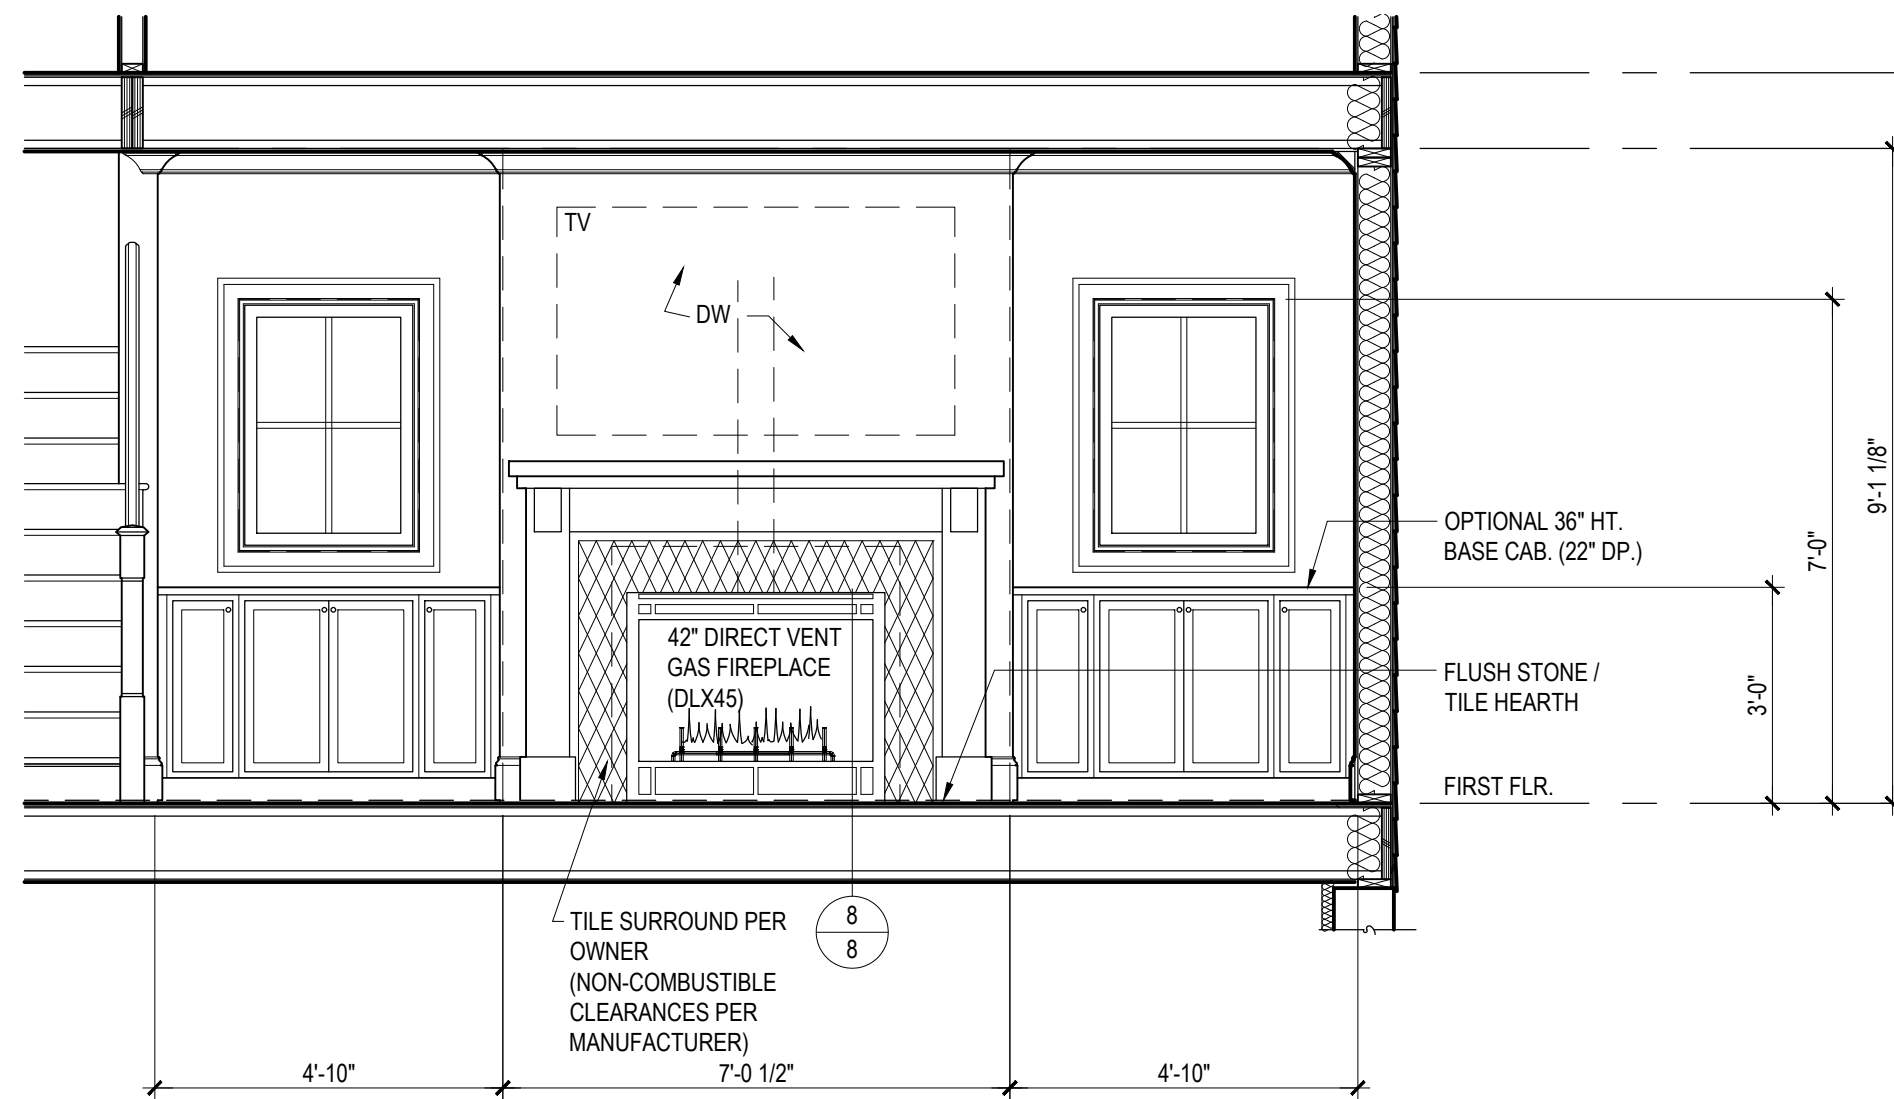 TV
DW
9'-1 1/8"
OPTIONAL 36" HT.
BASE CAB. (22" DP.)
7'-0"
42" DIRECT VENT
GAS FIREPLACE
(DLX45)
FLUSH STONE /
TILE HEARTH
3'-0"
FIRST FLR.
TILE SURROUND PER
OWNER
(NON-COMBUSTIBLE
CLEARANCES PER
MANUFACTURER)
8
8
4'-10"
7'-0 1/2"
4'-10"